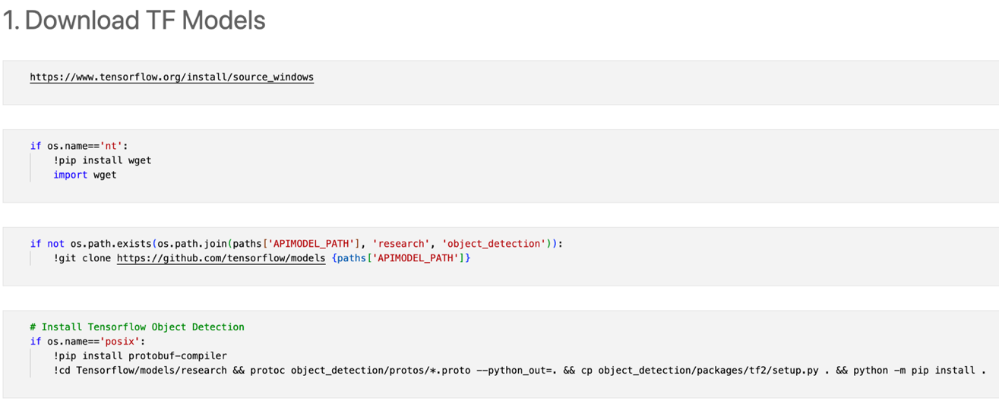 1. Download TF Models
https://www.tensorflow.org/install/source_windows
if os.name=='nt':
    !pip install wget
    import wget
if not os.path.exists(os.path.join(paths['APIMODEL_PATH'], 'research', 'object_detection')):
    !git clone https://github.com/tensorflow/models {paths['APIMODEL_PATH']}
# Install Tensorflow Object Detection
if os.name=='posix':
    !pip install protobuf-compiler
    !cd Tensorflow/models/research && protoc object_detection/protos/*.proto --python_out=. && cp object_detection/packages/tf2/setup.py . && python -m pip install .